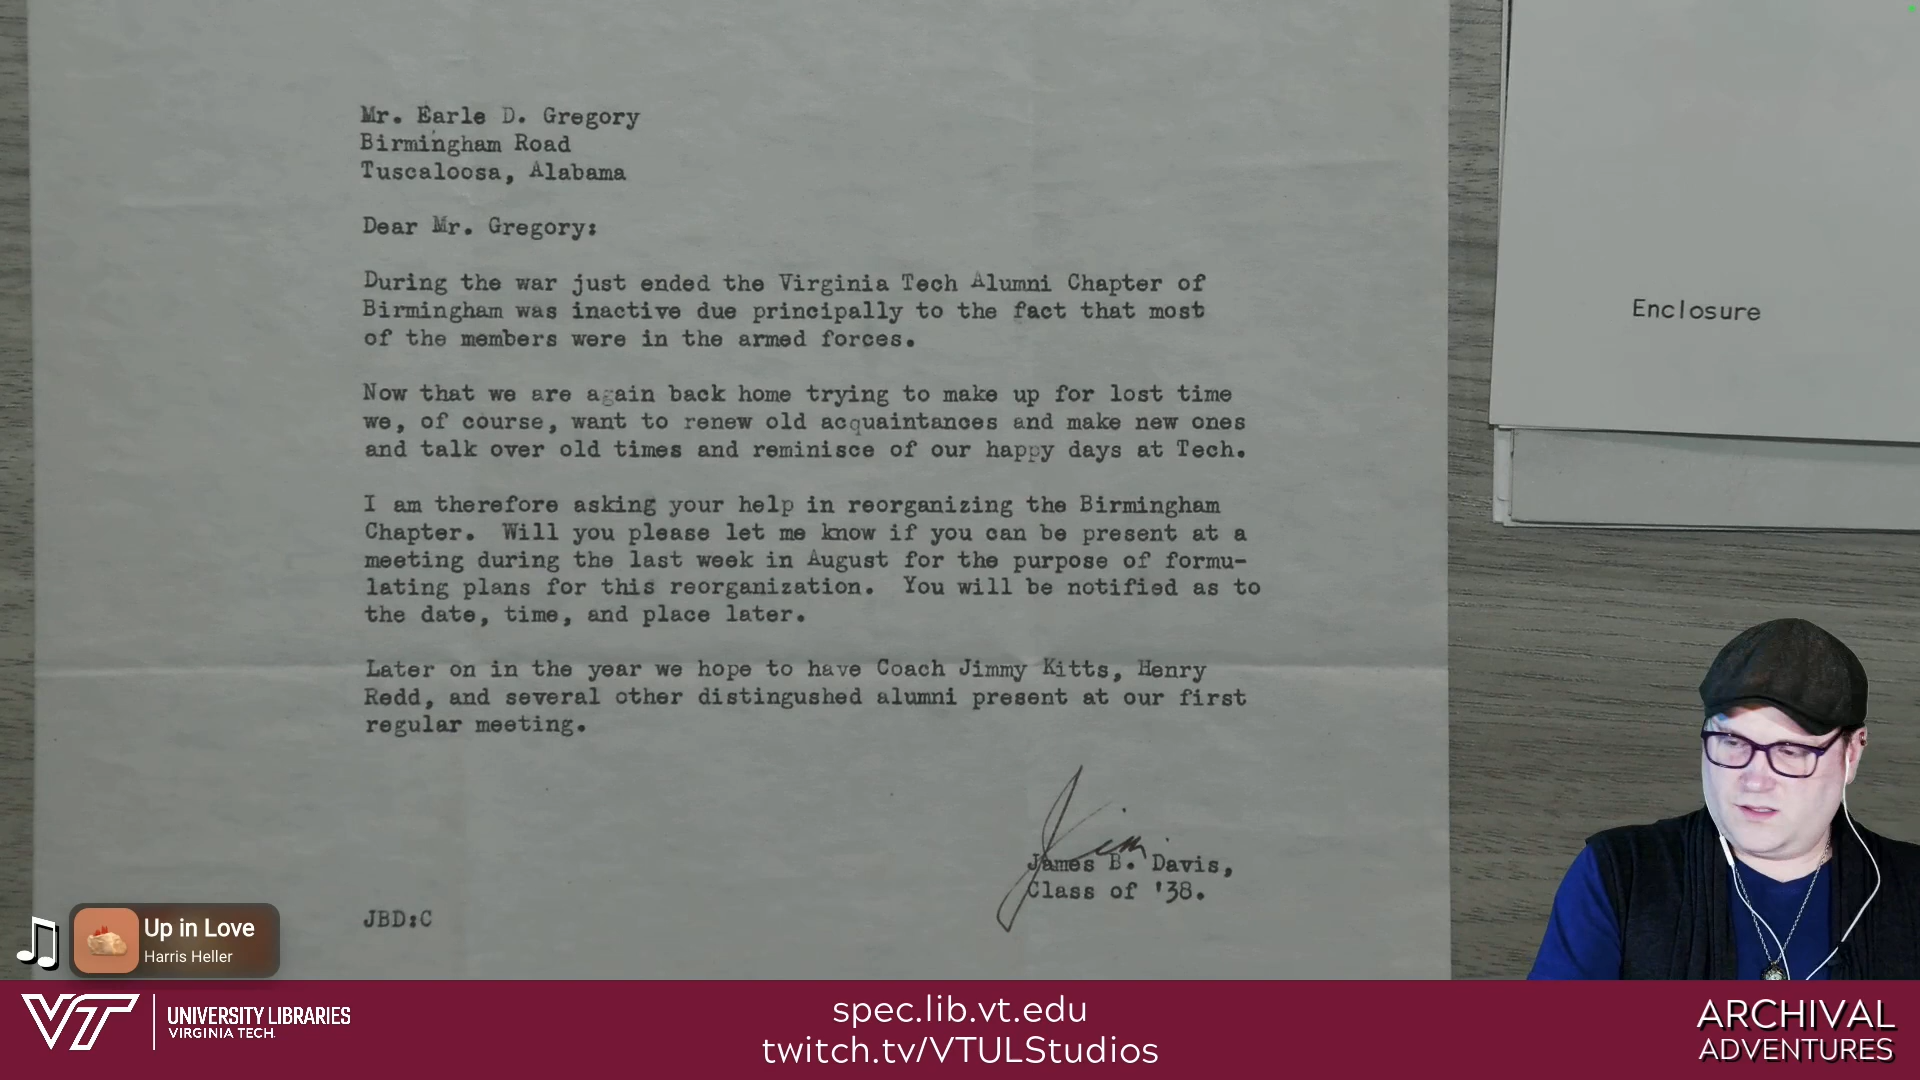 Mr. Earle D. Gregory
Birmingham Road
Tuscaloosa, Alabama
Dear Mr. Gregory:
During the war just ended the Virginia Tech Alumni Chapter of
Birmingham was inactive due principally to the fact that most
of the members were in the armed forces.
Now that we are again back home trying to make up for lost time
we, of course, want to renew old acquaintances and make new ones
and talk over old times and reminisce of our happy days at Tech.
I am therefore asking your help in reorganizing the Birmingham
Chapter. Will you please let me know if you can be present at a
meeting during the last week in August for the purpose of formu-
lating plans for this reorganization. You will be notified as to
the date, time, and place later.
Later on in the year we hope to have Coach Jimmy Kitts, Henry
Redd, and several other distingushed alumni present at our first
regular meeting.
Jim
James B. Davis,
Class of '38.
JBD:C
Enclosure
Up in Love
Harris Heller
VT
UNIVERSITY LIBRARIES
VIRGINIA TECH
spec.lib.vt.edu
twitch.tv/VTULStudios
ARCHIVAL
ADVENTURES